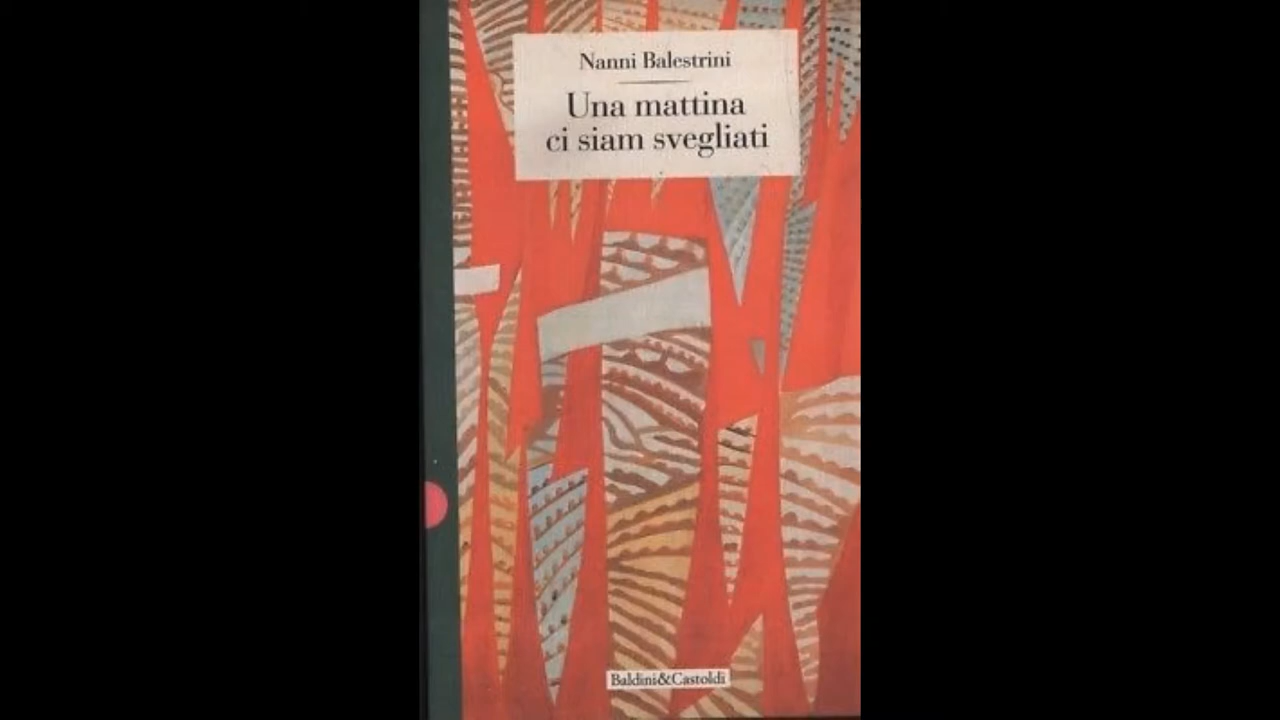 Nanni Balestrini
Una mattina
ci siam svegliati
Baldini&Castoldi